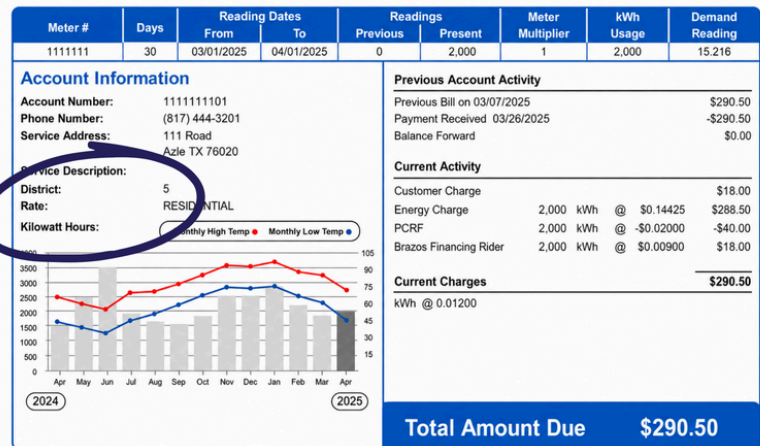 Meter # Days Reading Dates Readings Meter Multiplier kWh Usage Demand Reading
From To Previous Present
1111111 30 03/01/2025 04/01/2025 0 2,000 1 2,000 15.216
Account Information
Account Number: 1111111101
Phone Number: (817) 444-3201
Service Address: 111 Road
Azle TX 76020
Service Description:
District: 5
Rate: RESIDENTIAL
Kilowatt Hours:
Monthly High Temp Monthly Low Temp
3500
3000
2500
2000
1500
1000
500
0
105
90
75
60
45
30
15
Apr May Jun Jul Aug Sep Oct Nov Dec Jan Feb Mar Apr
2024 2025
Previous Account Activity
Previous Bill on 03/07/2025 $290.50
Payment Received 03/26/2025 -$290.50
Balance Forward $0.00
Current Activity
Customer Charge $18.00
Energy Charge 2,000 kWh @ $0.14425 $288.50
PCRF 2,000 kWh @ -$0.02000 -$40.00
Brazos Financing Rider 2,000 kWh @ $0.00900 $18.00
Current Charges $290.50
kWh @ 0.01200
Total Amount Due $290.50